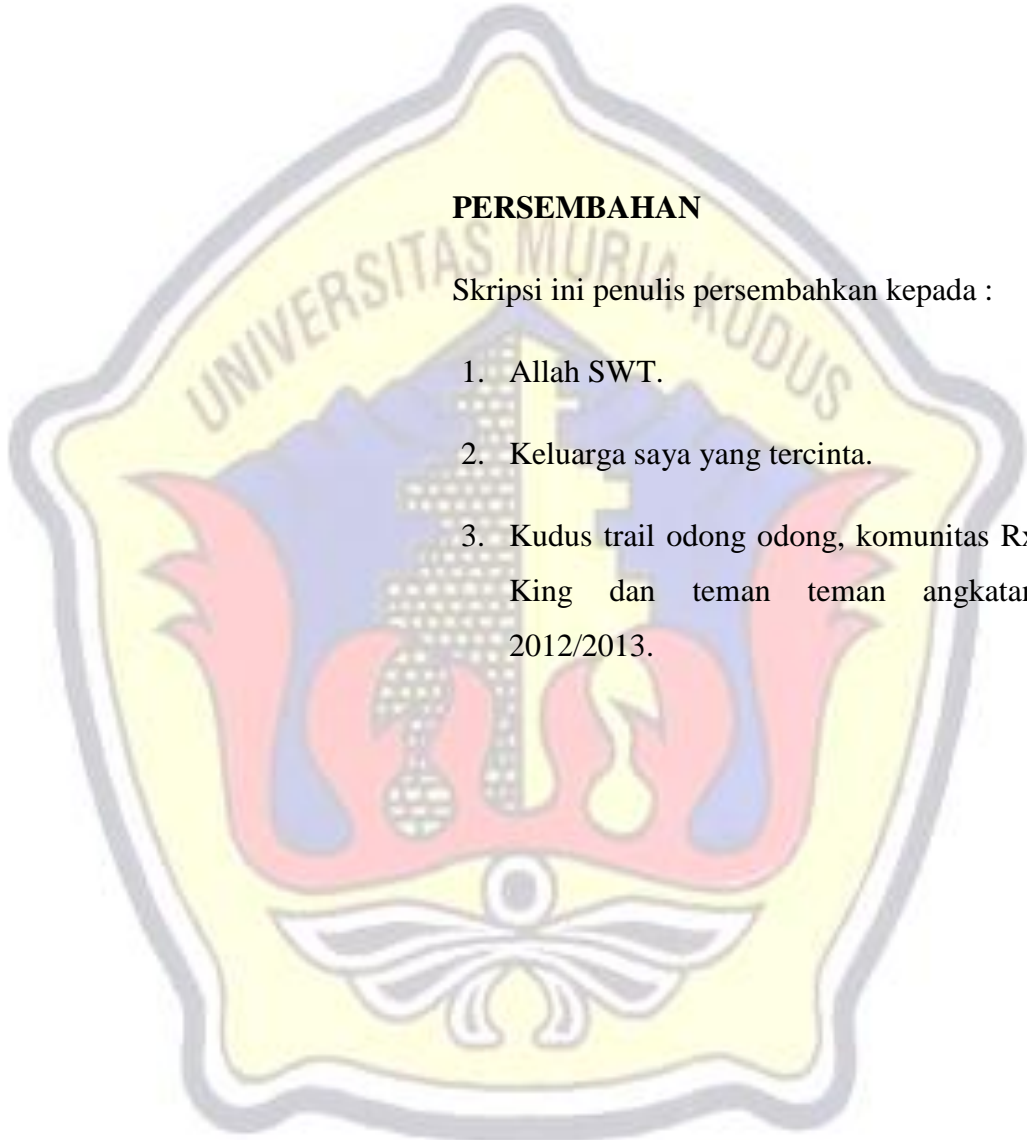 PERSEMBAHAN
UNIVERSITAS MURIA KUDUS
Skripsi ini penulis persembahkan kepada :
1. Allah SWT.
2. Keluarga saya yang tercinta.
3. Kudus trail odong odong, komunitas Rx
King dan teman teman angkatan
2012/2013.